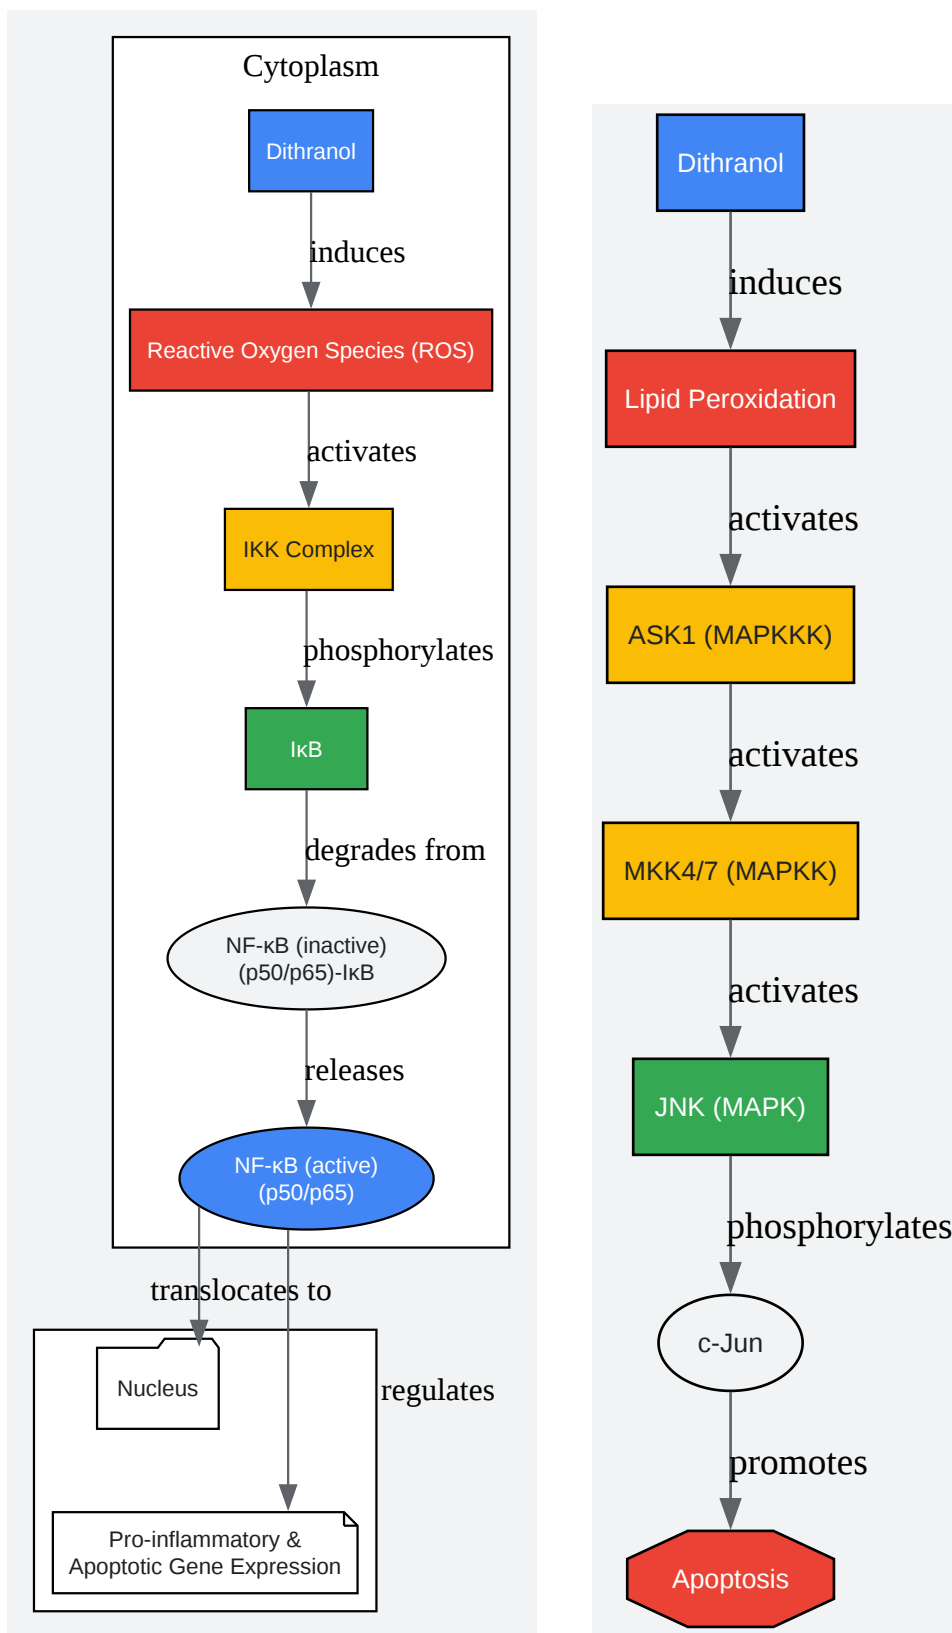 Cytoplasm
Dithranol
induces
Reactive Oxygen Species (ROS)
activates
IKK Complex
phosphorylates
IκB
degrades from
NF-κB (inactive)
(p50/p65)-IκB
releases
NF-κB (active)
(p50/p65)
translocates to
Nucleus
regulates
Pro-inflammatory &
Apoptotic Gene Expression
Dithranol
induces
Lipid Peroxidation
activates
ASK1 (MAPKKK)
activates
MKK4/7 (MAPKK)
activates
JNK (MAPK)
phosphorylates
c-Jun
promotes
Apoptosis